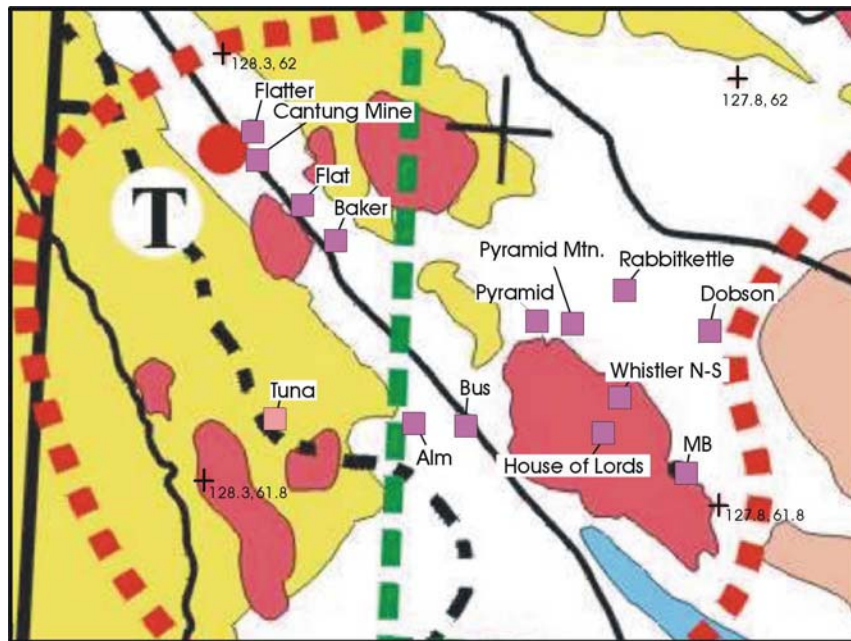 128.3, 62
127.8, 62
Flatter
Cantung Mine
Flat
T
Baker
Pyramid Mtn.
Rabbitkettle
Pyramid
Dobson
Whistler N-S
Tuna
Bus
Alm
MB
House of Lords
128.3, 61.8
127.8, 61.8